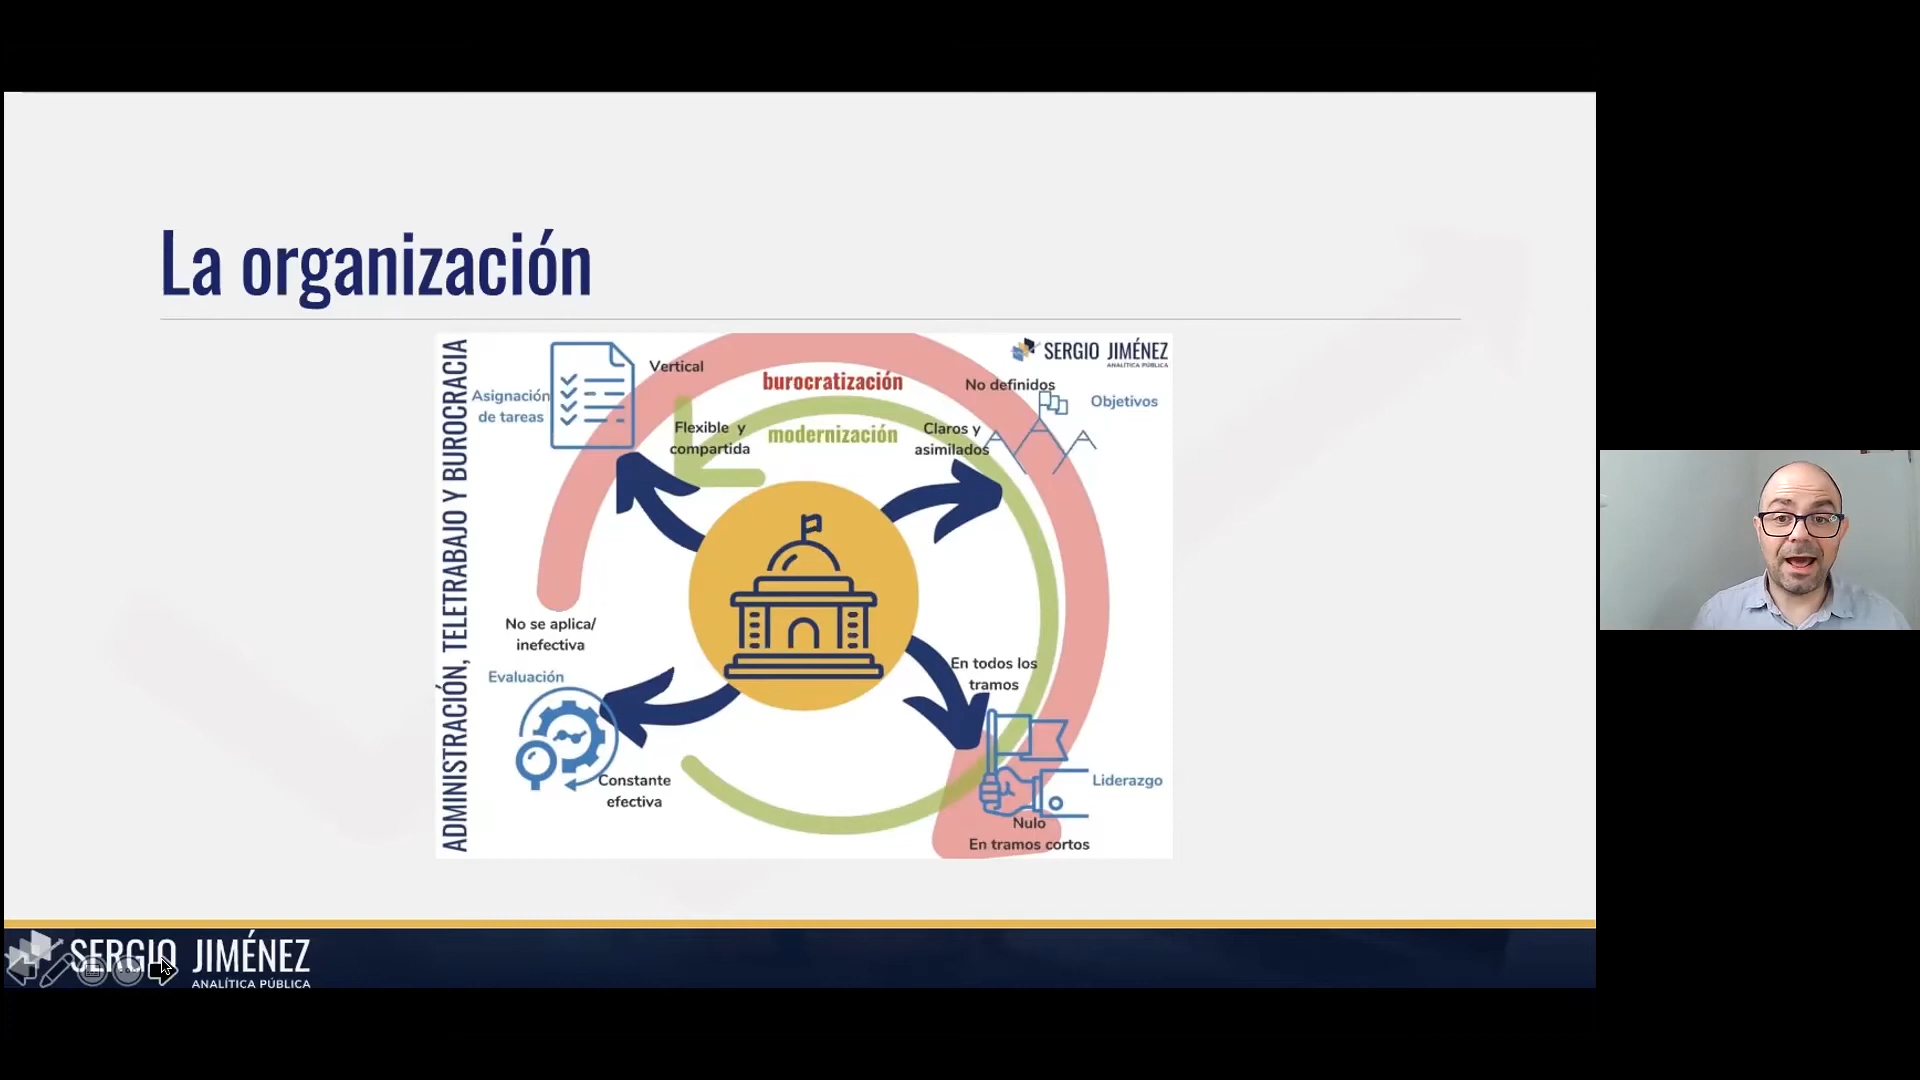 La organización
ADMINISTRACIÓN, TELETRABAJO Y BUROCRACIA
SERGIO JIMÉNEZ
ANALÍTICA PÚBLICA
Vertical
burocratización
No definidos
Asignación
de tareas
Objetivos
Flexible y
compartida
modernización
Claros y
asimilados
No se aplica/
inefectiva
Evaluación
En todos los
tramos
Constante
efectiva
Liderazgo
Nulo
En tramos cortos
SERGIO JIMÉNEZ
ANALÍTICA PÚBLICA